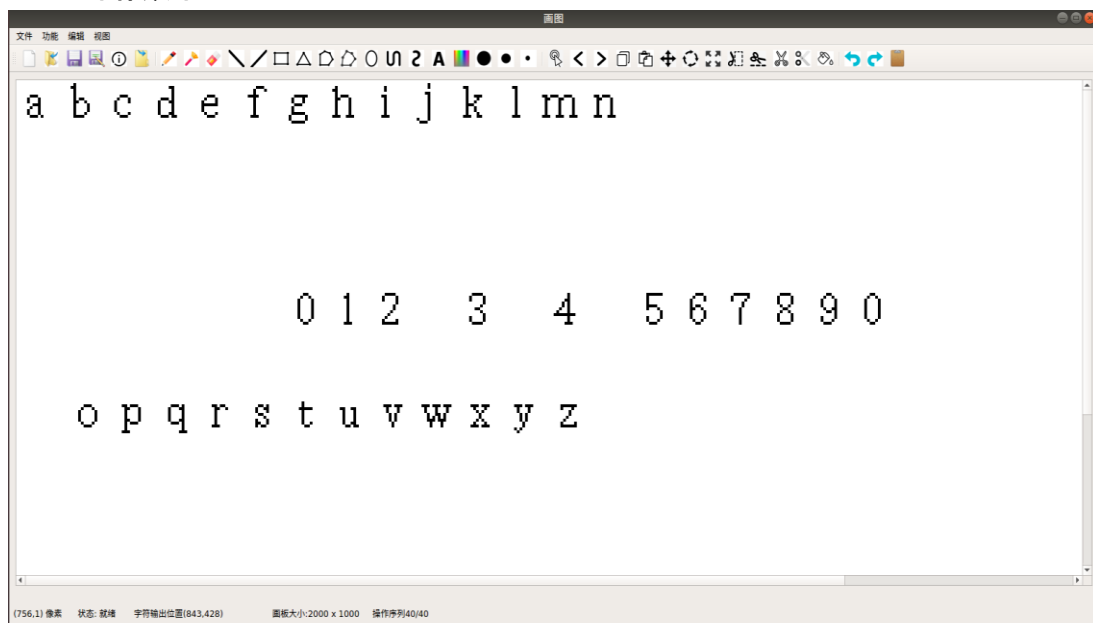 画图
文件 功能 编辑 视图
A
a b c d e f g h i j k l m n
0 1 2 3 4 5 6 7 8 9 0
o p q r s t u v w x y z
(756,1) 像素 状态: 就绪 字符输出位置(843,428) 画板大小:2000 x 1000 操作序列40/40